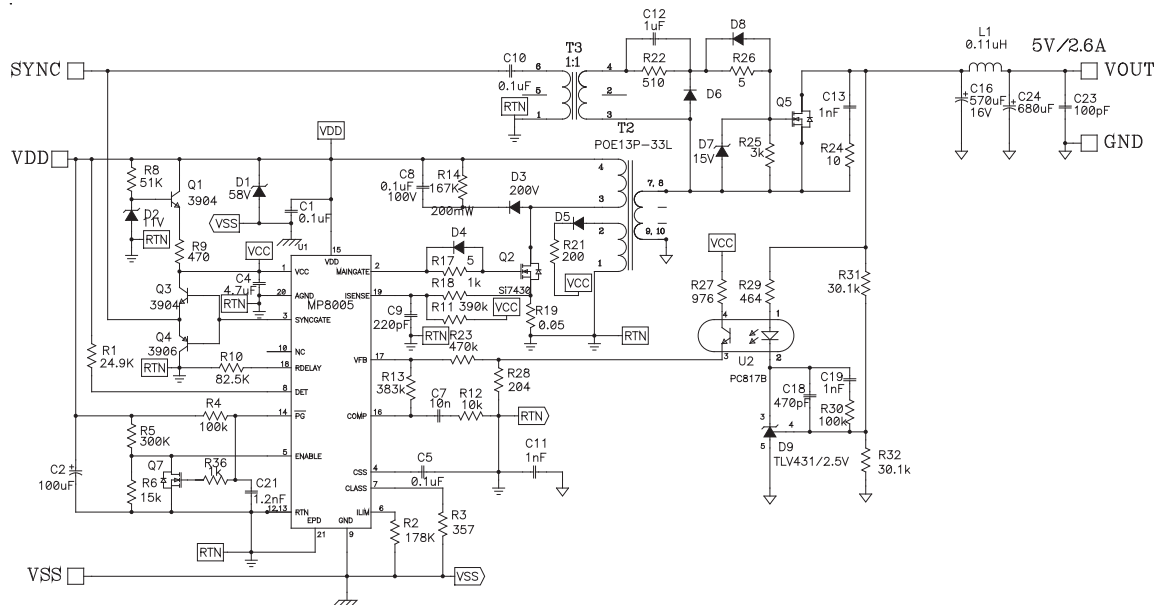 C12
1uF
D8
T3
1:1
L1
0.11uH
5V/2.6A
SYNC
C10
0.1uF
6
5
1
4
2
3
R22
510
R26
5
VOUT
RTN
D6
Q5
C13
1nF
C16
570uF
16V
C24
680uF
C23
100pF
VDD
T2
POE13P-33L
D7
15V
R25
3k
R24
10
GND
VDD
R8
51K
Q1
3904
D1
58V
C8
0.1uF
100V
R14
167K
200mW
D3
200V
4
3
7, 8
D2
11V
VSS
C1
0.1uF
D5
2
9, 10
RTN
R9
470
U1
15
VDD
D4
R21
200
1
VCC
VCC
1
VCC
MAINGATE
2
R17
5
Q2
VCC
R31
30.1k
C4
4.7uF
20
AGND
MP8005
ISENSE
19
R18
1k
SI7430
R27
976
R29
464
Q3
3904
RTN
3
SYNCGATE
C9
220pF
R11
390k
VCC
R19
0.05
4
1
Q4
3906
RTN
R23
470k
RTN
R1
24.9K
RTN
R10
82.5K
10
NC
18
RDELAY
VFB
17
3
U2
2
PC817B
R13
383k
R28
204
C18
470pF
C19
1nF
8
DET
C7
10n
R12
10k
R30
100k
R4
100k
14
PG
COMP
16
RTN
3
4
5
D9
TLV431/2.5V
R5
300K
R32
30.1k
5
ENABLE
C11
1nF
C2
100uF
Q7
R36
1k
CSS
4
C5
0.1uF
R6
15k
C21
1.2nF
CLASS
7
12,13
RTN
ILIM
6
R2
178K
R3
357
EPD
GND
21
9
RTN
VSS
VSS